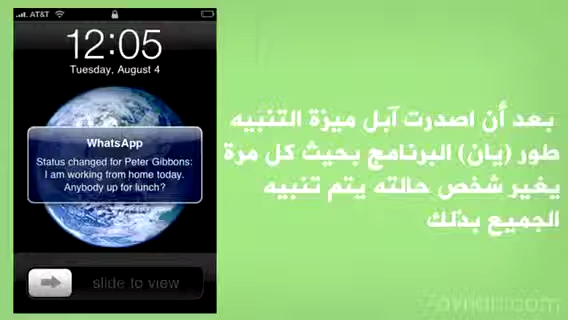 AT&T
12:05
Tuesday, August 4
WhatsApp
Status changed for Peter Gibbons:
I am working from home today.
Anybody up for lunch?
slide to view
بعد أن اصدرت آبل ميزة التنبيه
طور (يان) البرنامج بحيث كل مرة
يغير شخص حالته يتم تنبيه
الجميع بذلك